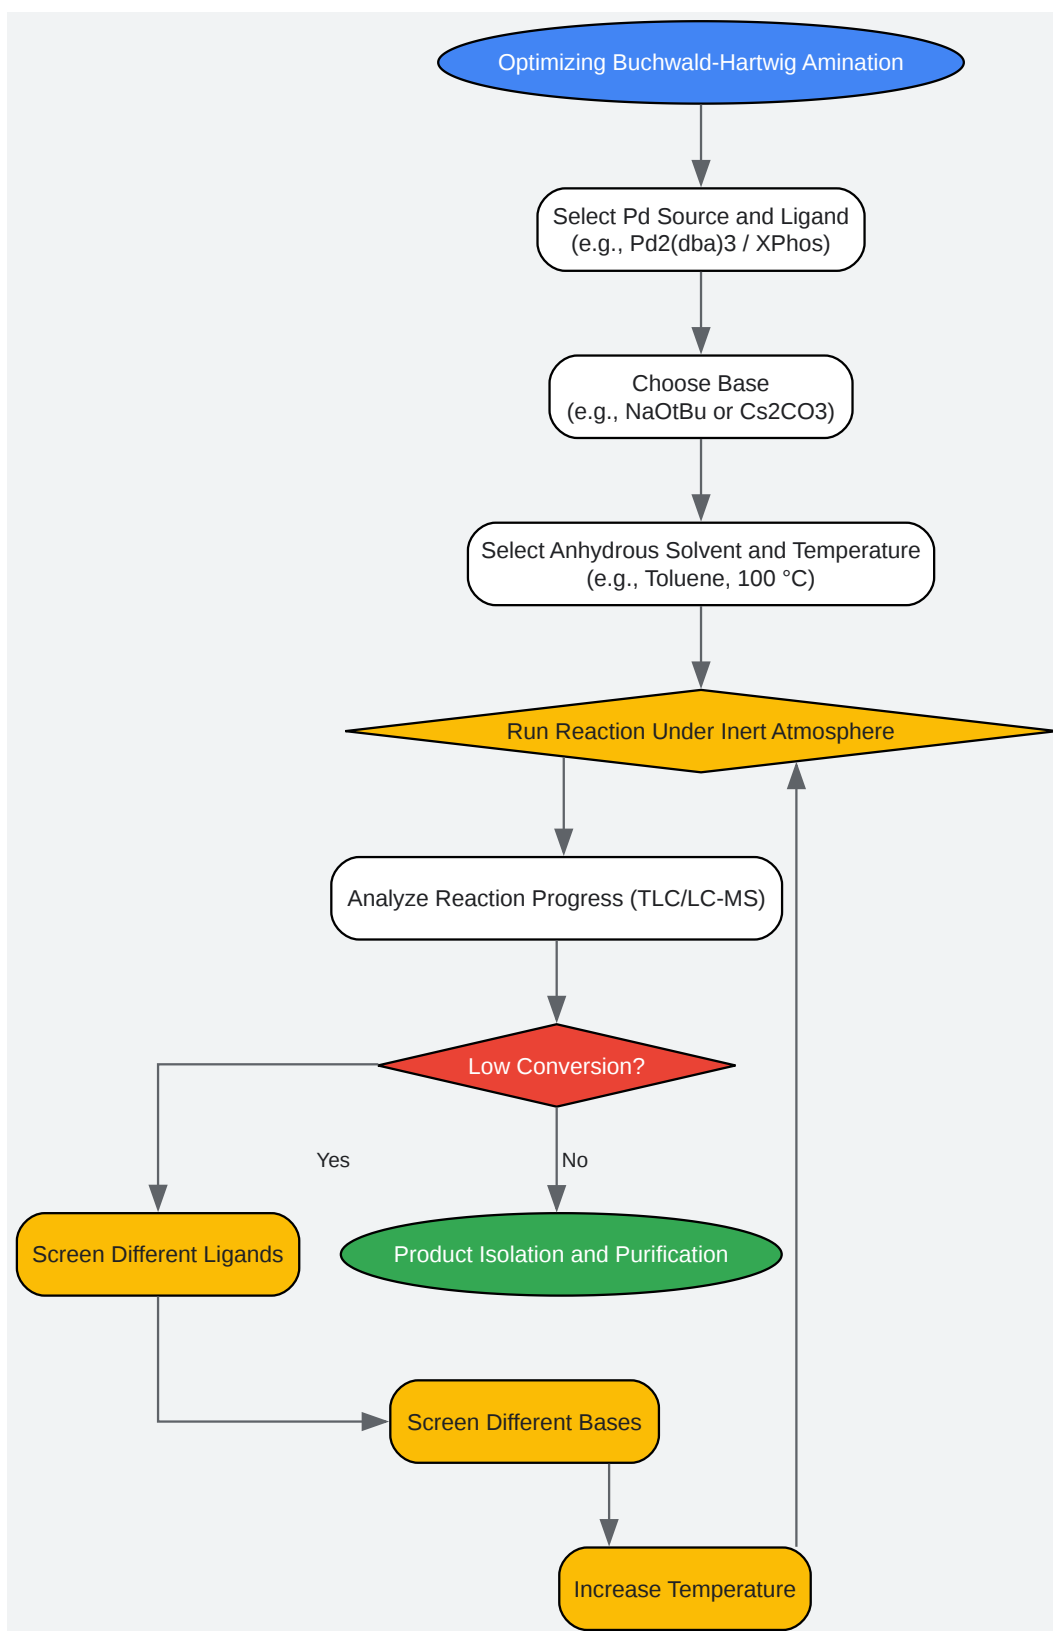 Optimizing Buchwald-Hartwig Amination
Select Pd Source and Ligand
(e.g., Pd2(dba)3 / XPhos)
Choose Base
(e.g., NaOtBu or Cs2CO3)
Select Anhydrous Solvent and Temperature
(e.g., Toluene, 100 °C)
Run Reaction Under Inert Atmosphere
Analyze Reaction Progress (TLC/LC-MS)
Low Conversion?
Yes
No
Screen Different Ligands
Product Isolation and Purification
Screen Different Bases
Increase Temperature